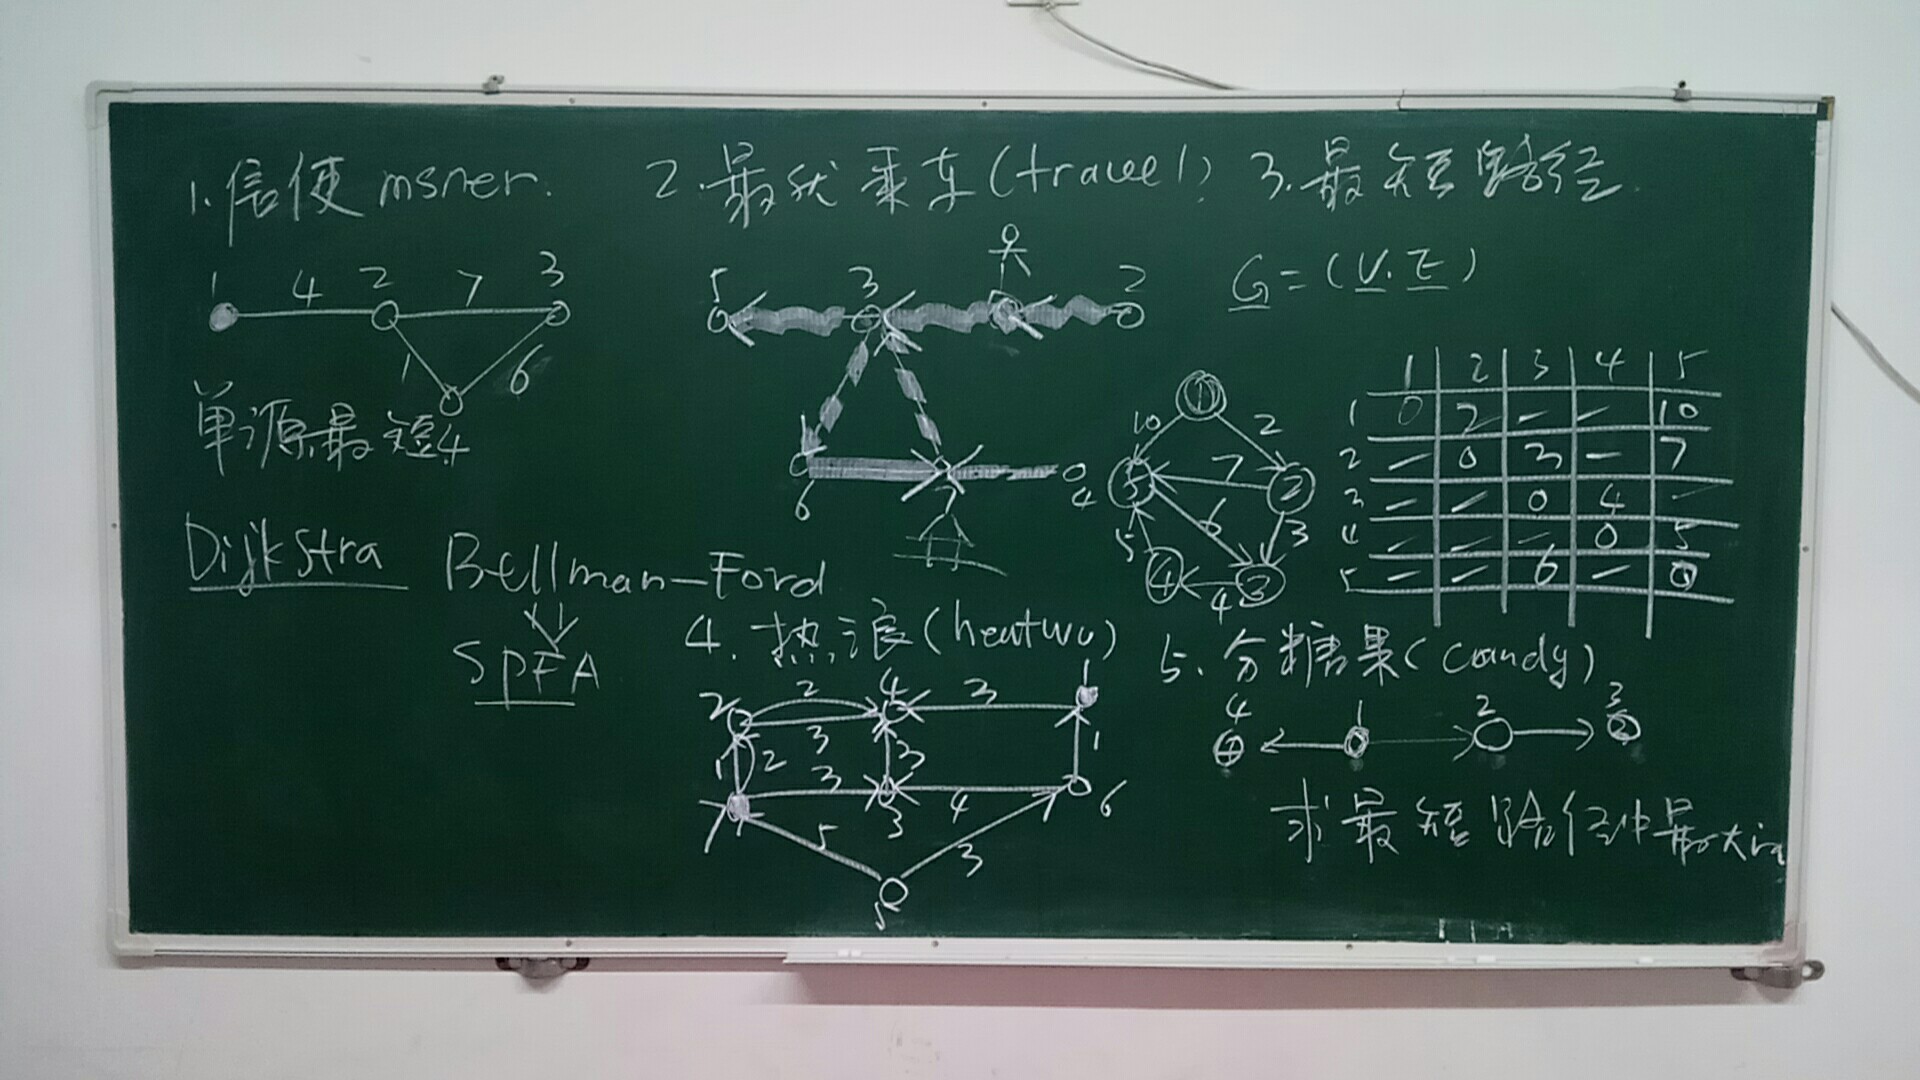 1.信使 msner.
1 4 2 7 3
1 6
4
单源最短
Dijkstra
Bellman-Ford
SPFA
2.最优乘车(travel)
5 3 2
6 7 4
3.最短路径
G=(V.E)
1
10 2
5 7 2
6
5 3
4 4 3
1 2 3 4 5
1 0 2 - - 10
2 - 0 3 - 7
3 - - 0 4 -
4 - - - 0 5
5 - - 6 - 0
4.热浪(heatwv)
2 2 4 3 1
3
1 2 3 3 1
4 6
3
5 3
5
5.分糖果(candy)
4 1 2 3
求最短路径中最大